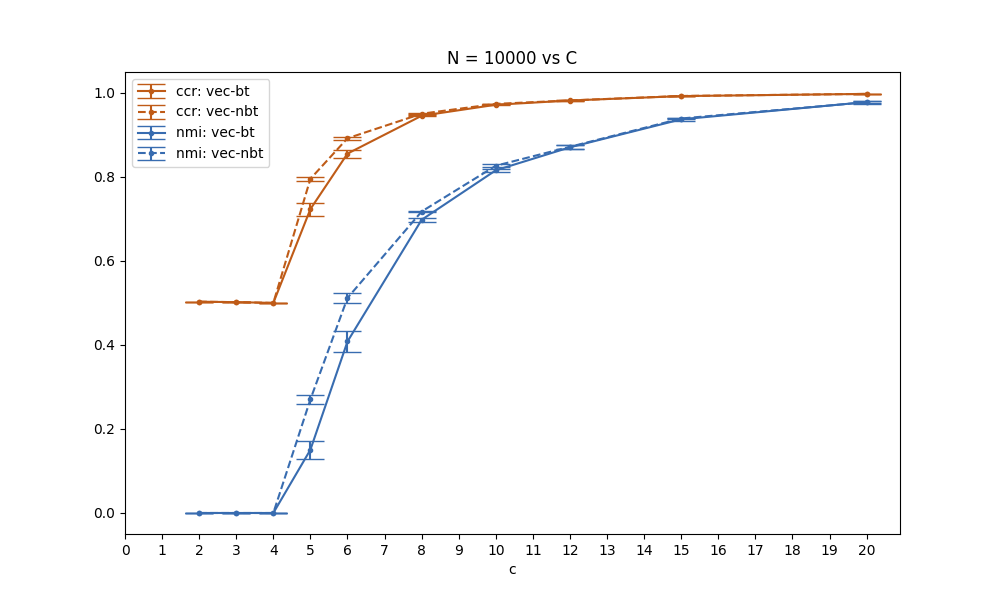 N = 10000 vs C
ccr: vec-bt
ccr: vec-nbt
nmi: vec-bt
nmi: vec-nbt
1.0
0.8
0.6
0.4
0.2
0.0
0 1 2 3 4 5 6 7 8 9 10 11 12 13 14 15 16 17 18 19 20
c